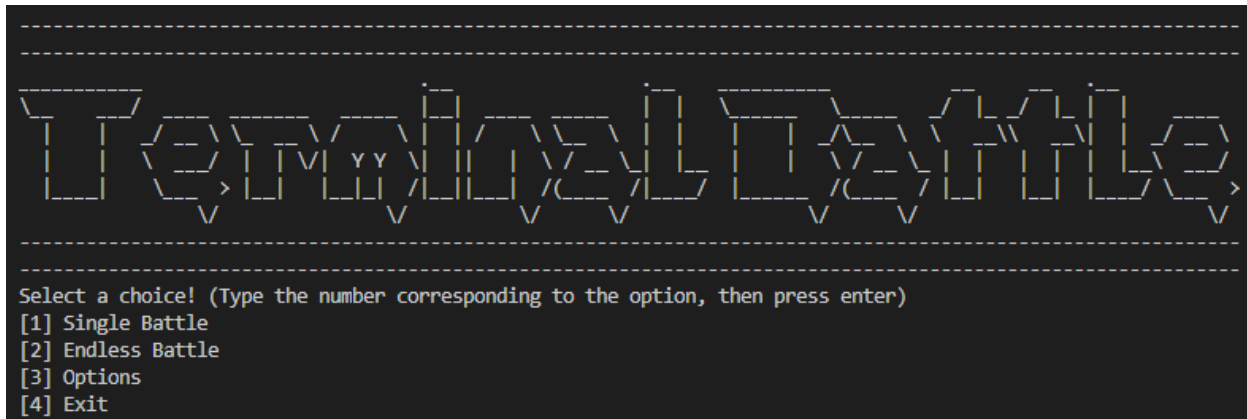 Terminal Battle
Select a choice! (Type the number corresponding to the option, then press enter)
[1] Single Battle
[2] Endless Battle
[3] Options
[4] Exit